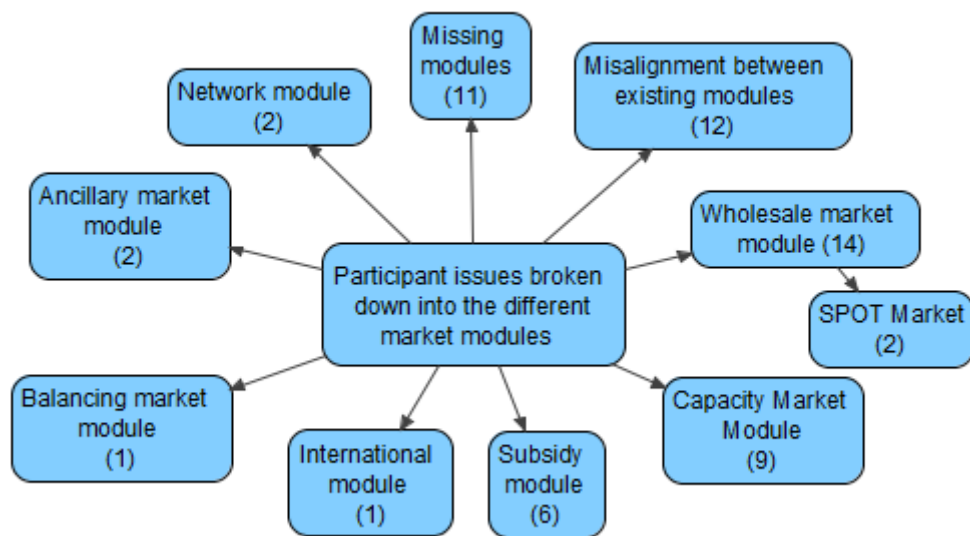 Missing
modules
(11)
Misalignment between
existing modules
(12)
Network module
(2)
Ancillary market
module
(2)
Wholesale market
module (14)
Participant issues broken
down into the different
market modules
SPOT Market
(2)
Balancing market
module
(1)
International
module
(1)
Subsidy
module
(6)
Capacity Market
Module
(9)